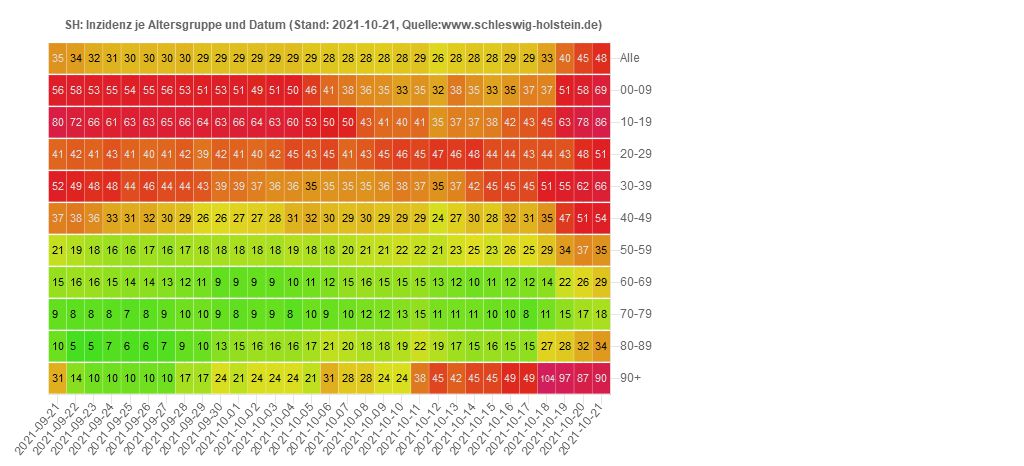 SH: Inzidenz je Altersgruppe und Datum (Stand: 2021-10-21, Quelle:www.schleswig-holstein.de)
35 34 32 31 30 30 30 30 29 29 29 29 29 29 29 28 28 28 28 28 29 26 28 28 28 29 29 33 40 45 48 Alle
56 58 53 55 54 55 56 53 51 53 51 49 51 50 46 41 38 36 35 33 35 32 38 35 33 35 37 37 51 58 69 00-09
80 72 66 61 63 63 65 66 64 63 66 64 63 60 53 50 50 43 41 40 41 35 37 37 38 42 43 45 63 78 86 10-19
41 42 41 43 41 40 41 42 39 42 41 40 42 45 43 45 41 43 45 46 45 47 46 48 44 44 43 44 43 48 51 20-29
52 49 48 48 44 46 44 44 43 39 39 37 36 36 35 35 35 35 36 38 37 35 37 42 45 45 45 51 55 62 66 30-39
37 38 36 33 31 32 30 29 26 26 27 27 28 31 32 30 29 30 29 29 29 24 27 30 28 32 31 35 47 51 54 40-49
21 19 18 16 16 17 16 17 18 18 18 18 18 19 18 18 20 21 21 22 22 21 23 25 23 26 25 29 34 37 35 50-59
15 16 16 15 14 14 13 12 11 9 9 9 9 10 11 12 15 16 15 15 15 13 12 10 11 12 12 14 22 26 29 60-69
9 8 8 8 7 8 9 10 10 9 8 9 9 8 10 9 10 12 12 13 15 11 11 11 10 10 8 11 15 17 18 70-79
10 5 5 7 6 6 7 9 10 13 15 16 16 16 17 21 20 18 18 19 22 19 17 15 16 15 15 27 28 32 34 80-89
31 14 10 10 10 10 10 17 17 24 21 24 24 24 21 31 28 28 24 24 38 45 42 45 45 49 49 104 97 87 90 90+
2021-09-21
2021-09-22
2021-09-23
2021-09-24
2021-09-25
2021-09-26
2021-09-27
2021-09-28
2021-09-29
2021-09-30
2021-10-01
2021-10-02
2021-10-03
2021-10-04
2021-10-05
2021-10-06
2021-10-07
2021-10-08
2021-10-09
2021-10-10
2021-10-11
2021-10-12
2021-10-13
2021-10-14
2021-10-15
2021-10-16
2021-10-17
2021-10-18
2021-10-19
2021-10-20
2021-10-21